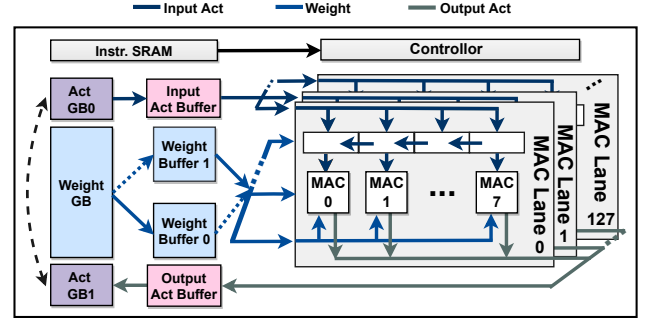 Input Act Weight Output Act
Instr. SRAM Controllor
Act
GB0
Input
Act Buffer
Weight
GB
Weight
Buffer 1
Weight
Buffer 0
Act
GB1
Output
Act Buffer
MAC
0
MAC
1
...
MAC
7
MAC Lane 0
MAC Lane 1
MAC Lane
127